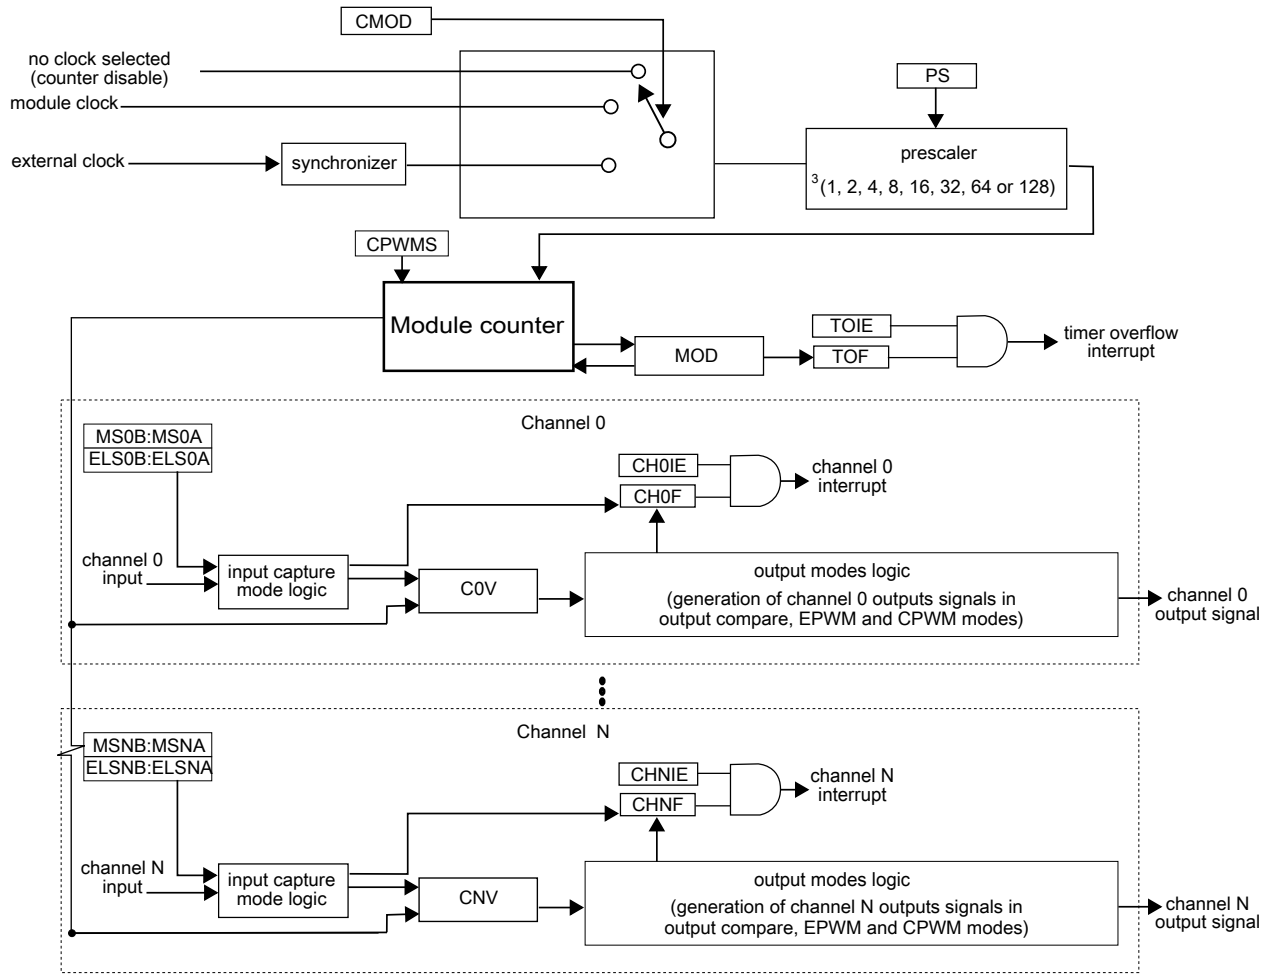 CMOD
no clock selected
(counter disable)
module clock
external clock
synchronizer
PS
prescaler
3 (1, 2, 4, 8, 16, 32, 64 or 128)
CPWMS
Module counter
MOD
TOIE
TOF
timer overflow
interrupt
Channel 0
MS0B:MS0A
ELS0B:ELS0A
CH0IE
CH0F
channel 0
interrupt
channel 0
input
input capture
mode logic
C0V
output modes logic
(generation of channel 0 outputs signals in
output compare, EPWM and CPWM modes)
channel 0
output signal
Channel N
MSNB:MSNA
ELSNB:ELSNA
CHNIE
CHNF
channel N
interrupt
channel N
input
input capture
mode logic
CNV
output modes logic
(generation of channel N outputs signals in
output compare, EPWM and CPWM modes)
channel N
output signal